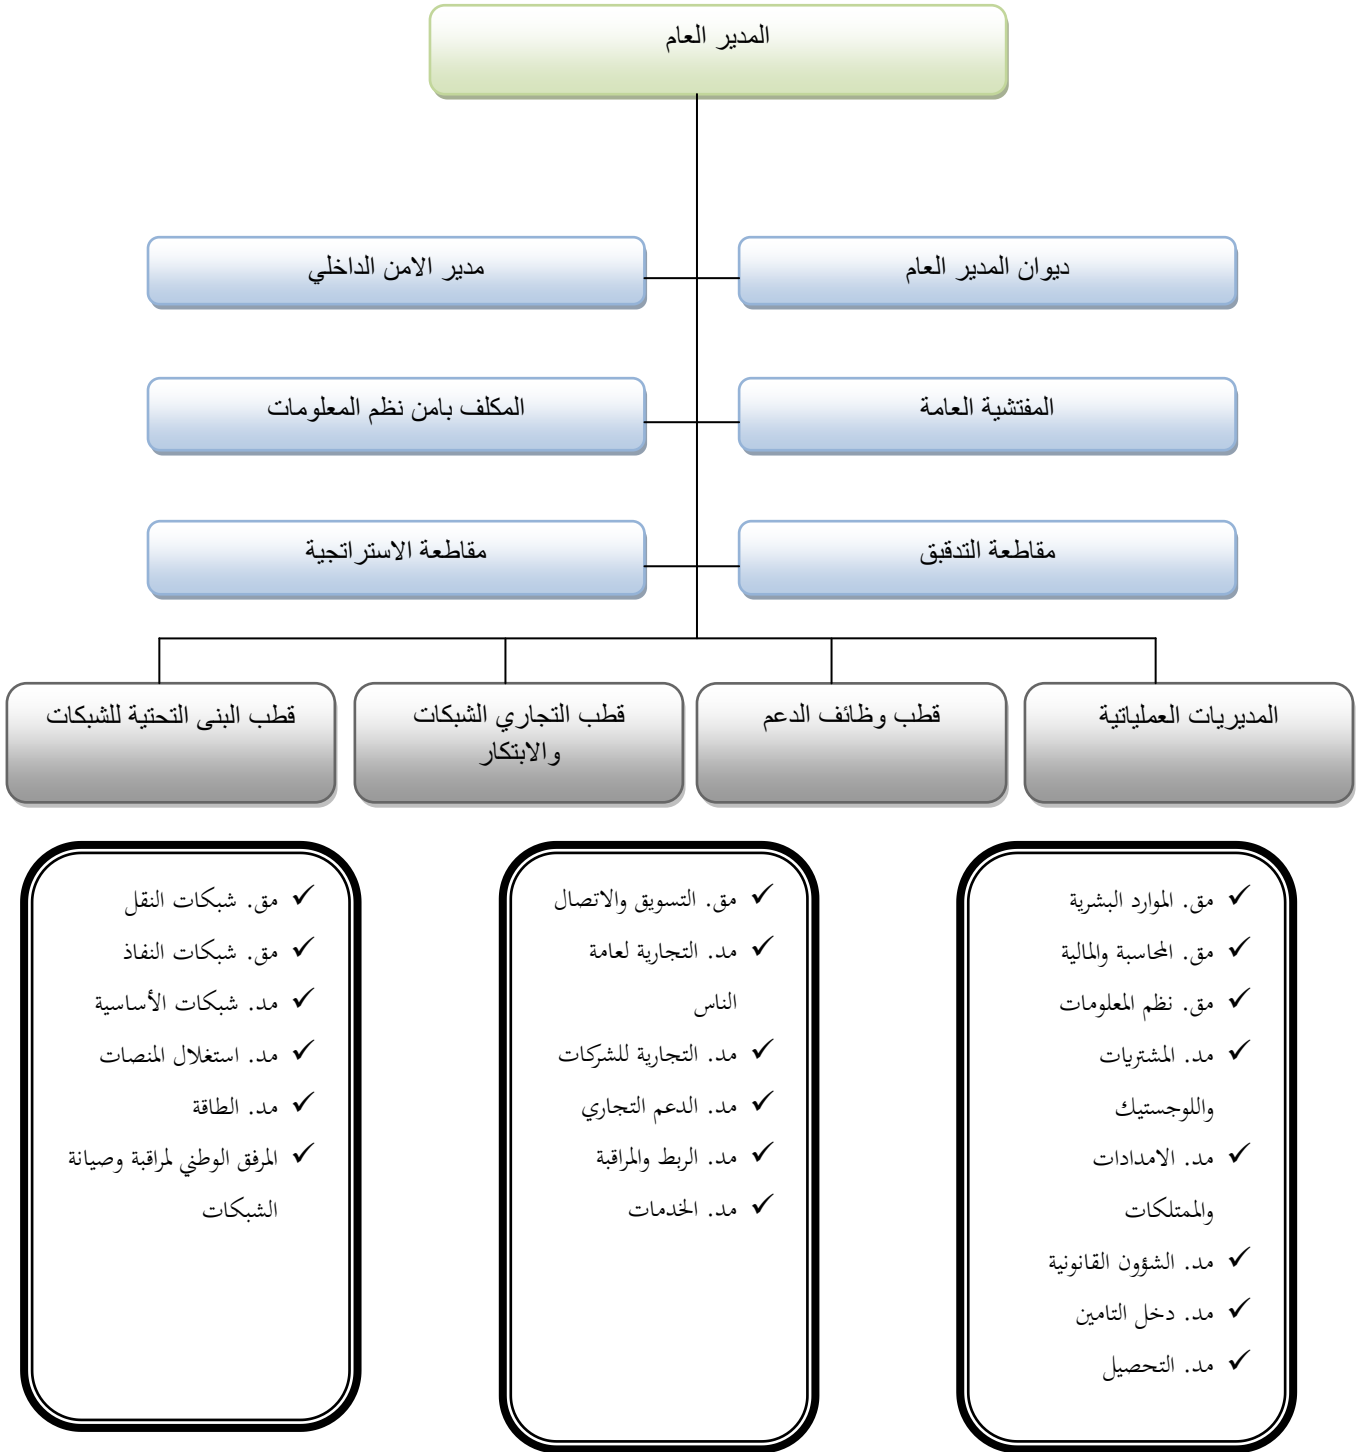 المدير العام
ديوان المدير العام
مدير الامن الداخلي
المفتشية العامة
المكلف بامن نظم المعلومات
مقاطعة التدقبق
مقاطعة الاستراتجية
المديريات العملياتية
قطب وظائف الدعم
قطب التجاري الشبكات
والابتكار
قطب البنى التحتية للشبكات
✓ مق. الموارد البشرية
✓ مق. المحاسبة والمالية
✓ مق. نظم المعلومات
✓ مد. المشتريات
واللوجستيك
✓ مد. الامدادات
والممتلكات
✓ مد. الشؤون القانونية
✓ مد. دخل التامين
✓ مد. التحصيل
✓ مق. التسويق والاتصال
✓ مد. التجارية لعامة
الناس
✓ مد. التجارية للشركات
✓ مد. الدعم التجاري
✓ مد. الربط والمراقبة
✓ مد. الخدمات
✓ مق. شبكات النقل
✓ مق. شبكات النفاذ
✓ مد. شبكات الأساسية
✓ مد. استغلال المنصات
✓ مد. الطاقة
✓ المرفق الوطني لمراقبة وصيانة
الشبكات